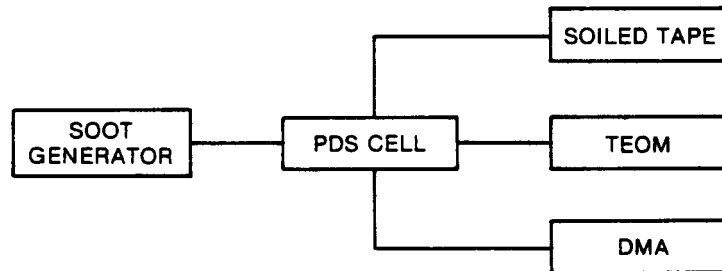 SOILED TAPE
SOOT
GENERATOR
PDS CELL
TEOM
DMA